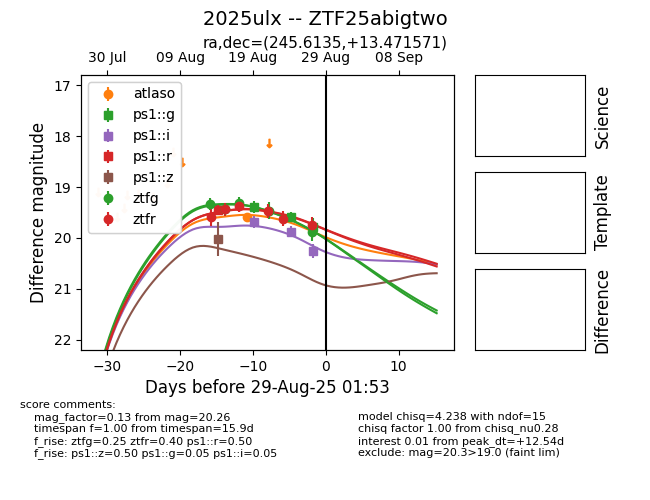 2025ulx -- ZTF25abigtwo
ra,dec=(245.6135,+13.471571)
30 Jul 09 Aug 19 Aug 29 Aug 08 Sep
17
18
19
20
21
22
Difference magnitude
atlaso
ps1::g
ps1::i
ps1::r
ps1::z
ztfg
ztfr
−30 −20 −10 0 10
Days before 29-Aug-25 01:53
Science
Template
Difference
score comments:
mag_factor=0.13 from mag=20.26
timespan f=1.00 from timespan=15.9d
f_rise: ztfg=0.25 ztfr=0.40 ps1::r=0.50
f_rise: ps1::z=0.50 ps1::g=0.05 ps1::i=0.05
model chisq=4.238 with ndof=15
chisq factor 1.00 from chisq_nu0.28
interest 0.01 from peak_dt=+12.54d
exclude: mag=20.3>19.0 (faint lim)